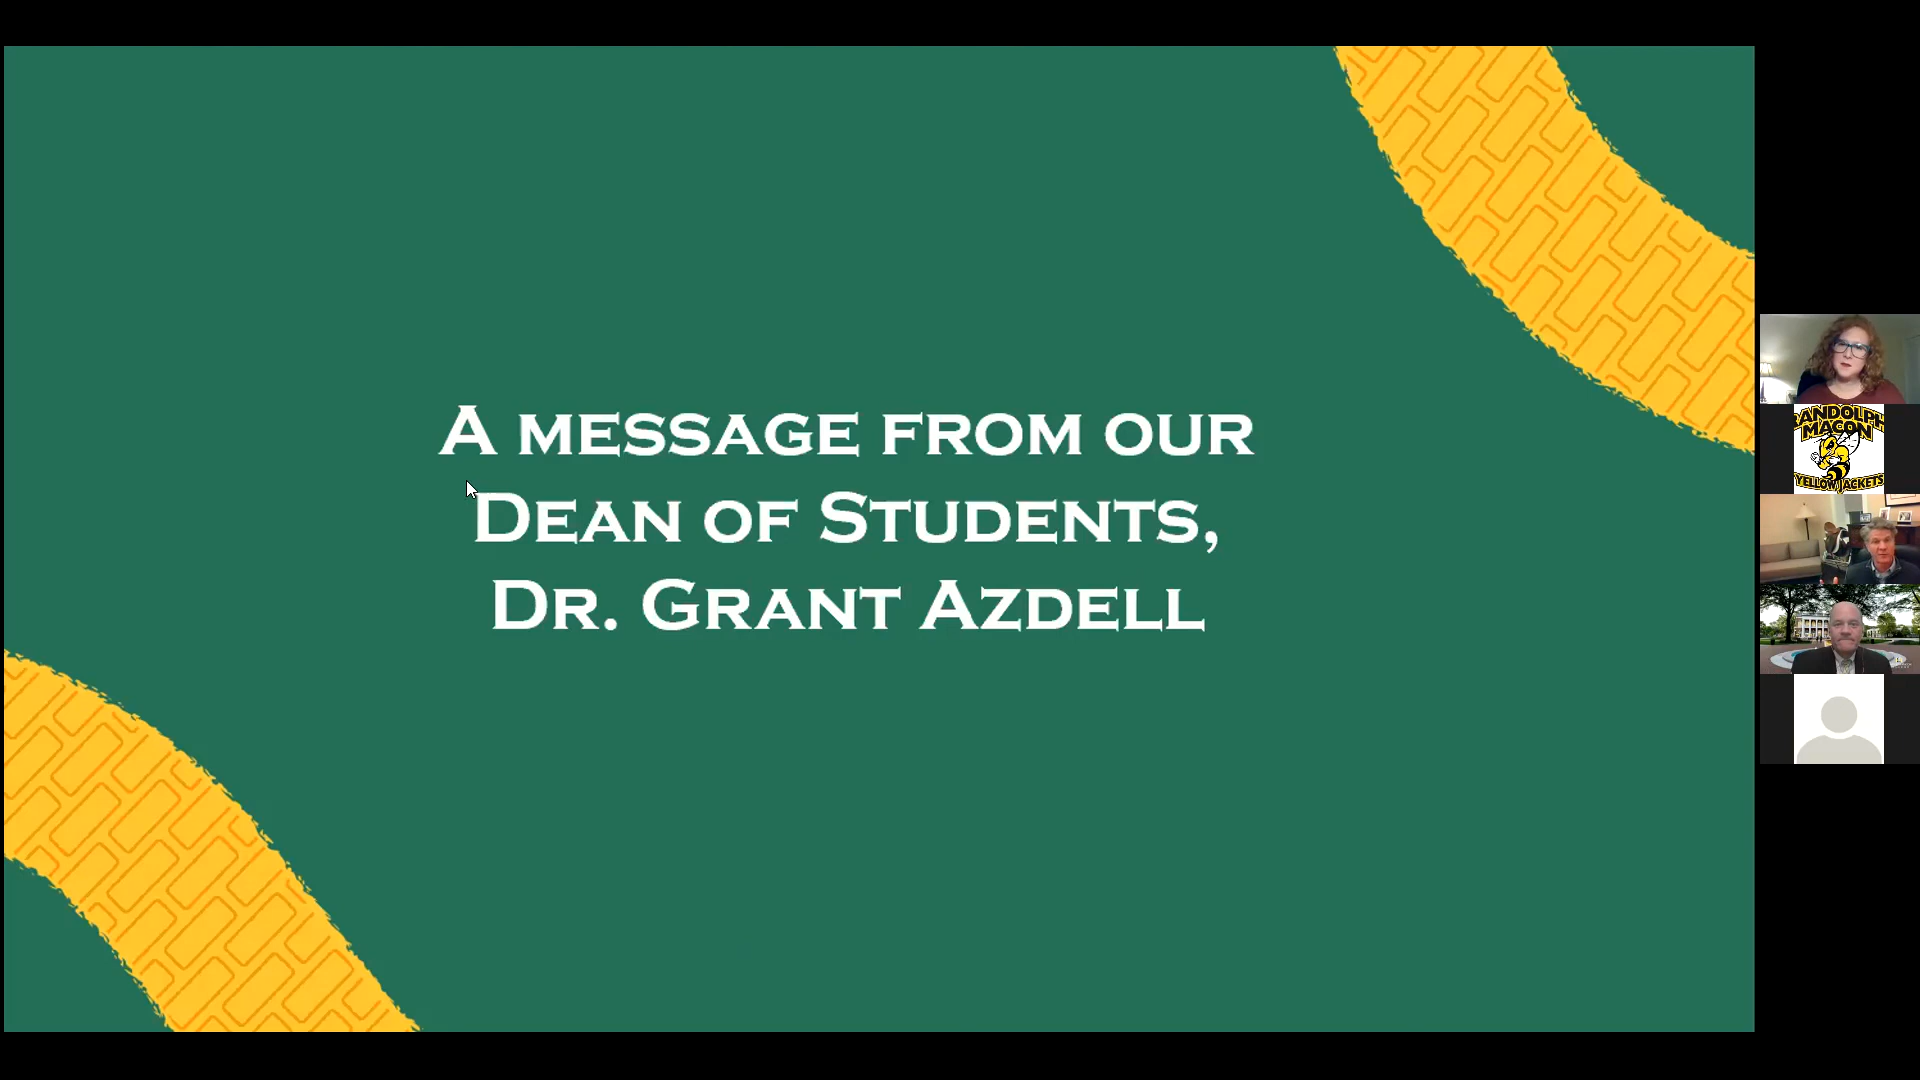 A MESSAGE FROM OUR
DEAN OF STUDENTS,
DR. GRANT AZDELL
RANDOLPH
MACON
YELLOW JACKETS